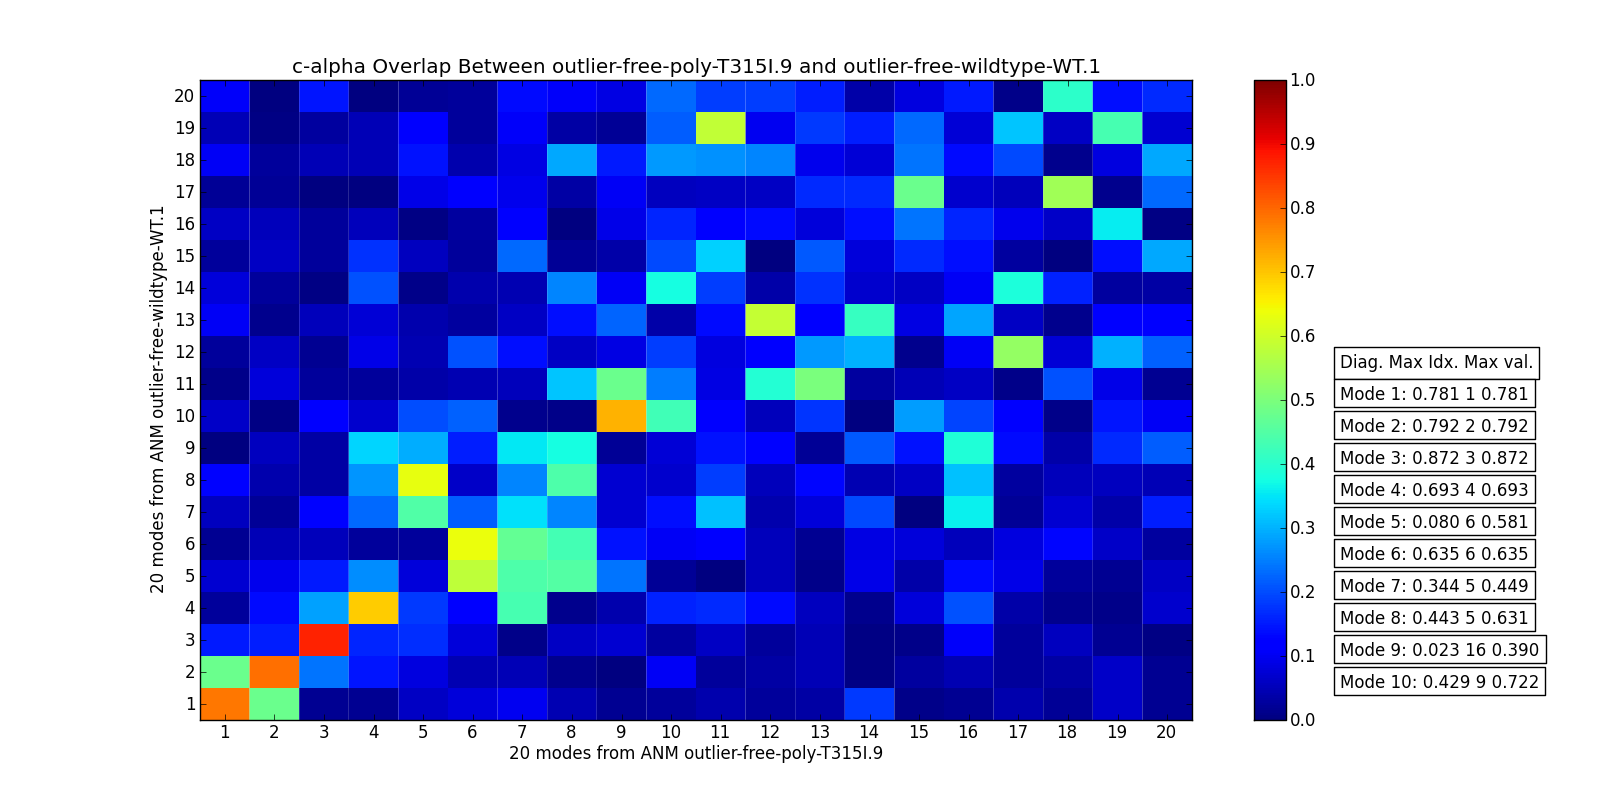 c-alpha Overlap Between outlier-free-poly-T315I.9 and outlier-free-wildtype-WT.1
20 modes from ANM outlier-free-wildtype-WT.1
20
19
18
17
16
15
14
13
12
11
10
9
8
7
6
5
4
3
2
1
1 2 3 4 5 6 7 8 9 10 11 12 13 14 15 16 17 18 19 20
20 modes from ANM outlier-free-poly-T315I.9
1.0
0.9
0.8
0.7
0.6
0.5
0.4
0.3
0.2
0.1
0.0
Diag. Max Idx. Max val.
Mode 1: 0.781 1 0.781
Mode 2: 0.792 2 0.792
Mode 3: 0.872 3 0.872
Mode 4: 0.693 4 0.693
Mode 5: 0.080 6 0.581
Mode 6: 0.635 6 0.635
Mode 7: 0.344 5 0.449
Mode 8: 0.443 5 0.631
Mode 9: 0.023 16 0.390
Mode 10: 0.429 9 0.722